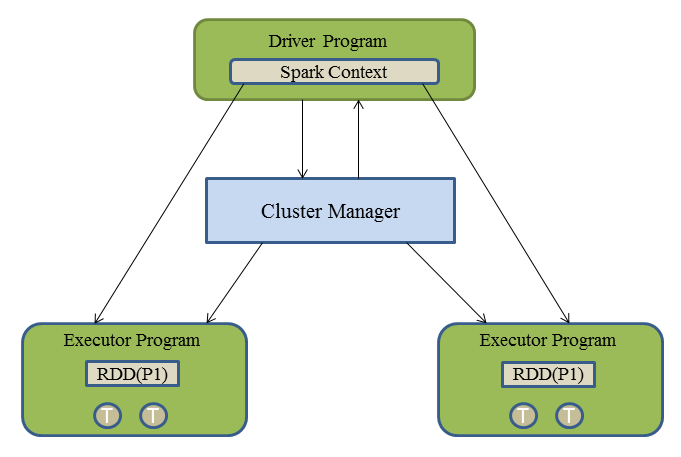 Driver Program
Spark Context
Cluster Manager
Executor Program
RDD(P1)
T T
Executor Program
RDD(P1)
T T